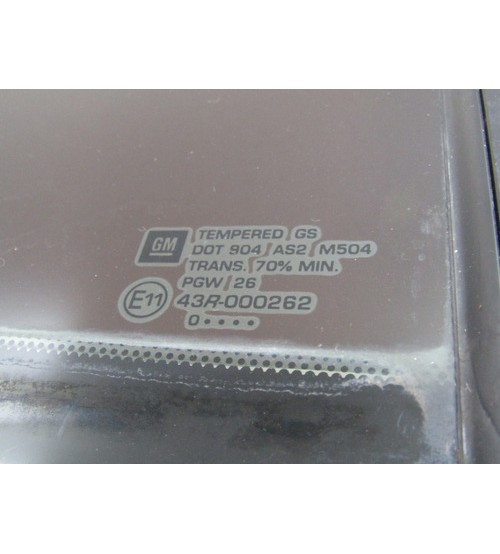 GM
TEMPERED GS
DOT 904 AS2 M504
TRANS. 70% MIN.
PGW 26
E11 43R-000262
0 • • • •